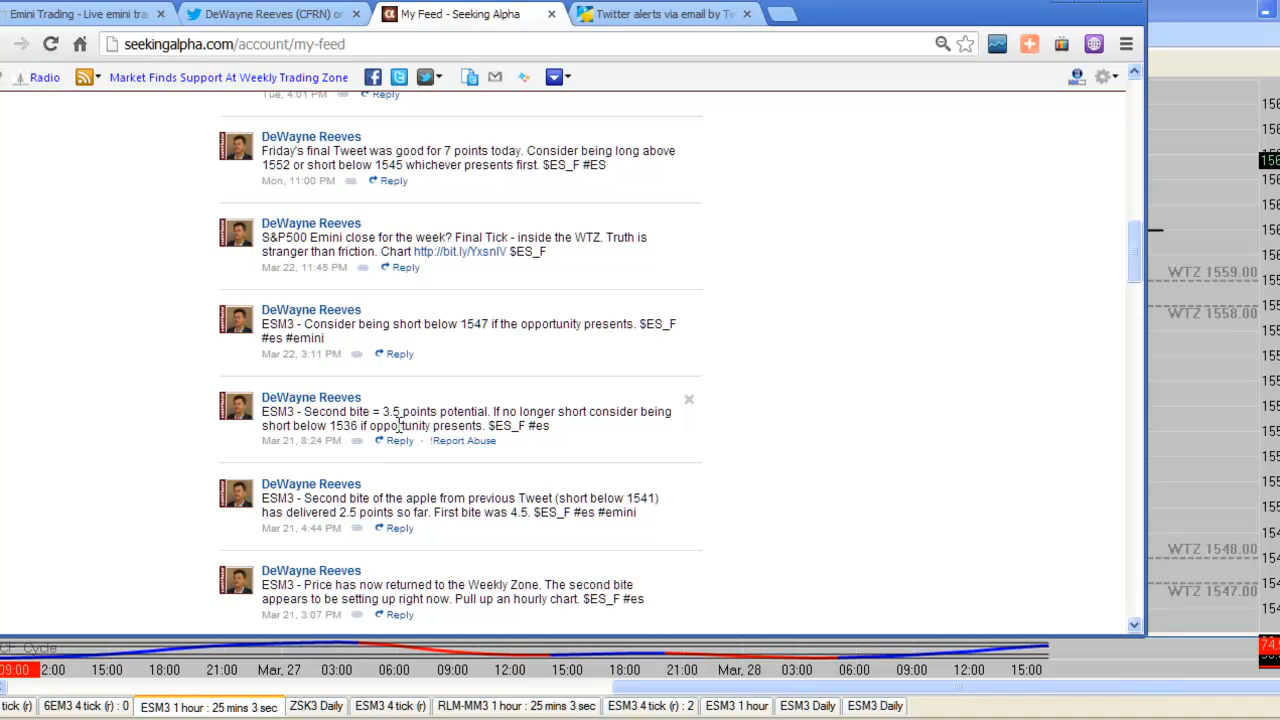 Emini Trading - Live emini tra
DeWayne Reeves (CFRN) or
My Feed - Seeking Alpha
Twitter alerts via email by Tw
seekingalpha.com/account/my-feed
Radio
Market Finds Support At Weekly Trading Zone
Tue, 4:01 PM Reply
DeWayne Reeves
Friday's final Tweet was good for 7 points today. Consider being long above
1552 or short below 1545 whichever presents first. $ES_F #ES
Mon, 11:00 PM Reply
DeWayne Reeves
S&P500 Emini close for the week? Final Tick - inside the WTZ. Truth is
stranger than friction. Chart http://bit.ly/YxsnIV $ES_F
Mar 22, 11:45 PM Reply
DeWayne Reeves
ESM3 - Consider being short below 1547 if the opportunity presents. $ES_F
#es #emini
Mar 22, 3:11 PM Reply
DeWayne Reeves
ESM3 - Second bite = 3.5 points potential. If no longer short consider being
short below 1536 if opportunity presents. $ES_F #es
Mar 21, 8:24 PM Reply - !Report Abuse
DeWayne Reeves
ESM3 - Second bite of the apple from previous Tweet (short below 1541)
has delivered 2.5 points so far. First bite was 4.5. $ES_F #es #emini
Mar 21, 4:44 PM Reply
DeWayne Reeves
ESM3 - Price has now returned to the Weekly Zone. The second bite
appears to be setting up right now. Pull up an hourly chart. $ES_F #es
Mar 21, 3:07 PM Reply
WTZ 1559.00
WTZ 1558.00
WTZ 1548.00
WTZ 1547.00
CF Cycle
74.
09:00 2:00 15:00 18:00 21:00 Mar, 27 03:00 06:00 09:00 12:00 15:00 18:00 21:00 Mar, 28 03:00 06:00 09:00 12:00 15:00
tick (r) 6EM3 4 tick (r) : 0 ESM3 1 hour : 25 mins 3 sec ZSK3 Daily ESM3 4 tick (r) RLM-MM3 1 hour : 25 mins 3 sec ESM3 4 tick (r) : 2 ESM3 1 hour ESM3 Daily ESM3 Daily